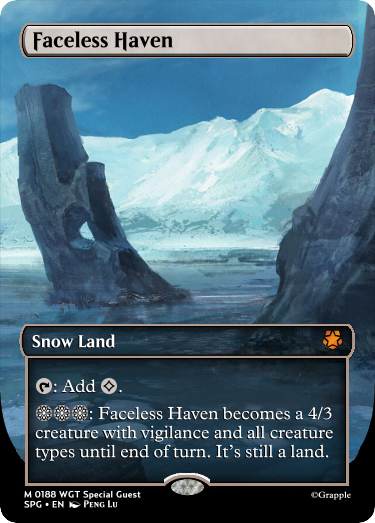 Faceless Haven
Snow Land
: Add .
: Faceless Haven becomes a 4/3
creature with vigilance and all creature
types until end of turn. It's still a land.
M 0188 WGT Special Guest
SPG • EN Peng Lu
©Grapple